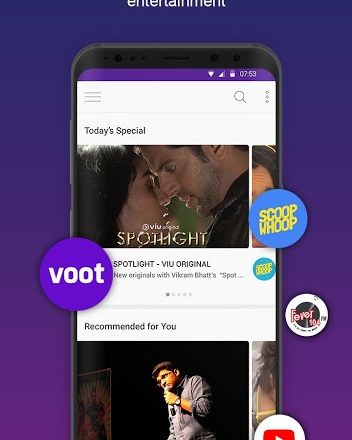 entertainment
07:53
Today's Special
viu original
SPOTLIGHT
SPOTLIGHT - VIU ORIGINAL
New originals with Vikram Bhatt's "Spot ...
SCOOP
WHOOP
SCOOP
WHOOP
voot
Fever
104 FM
Recommended for You